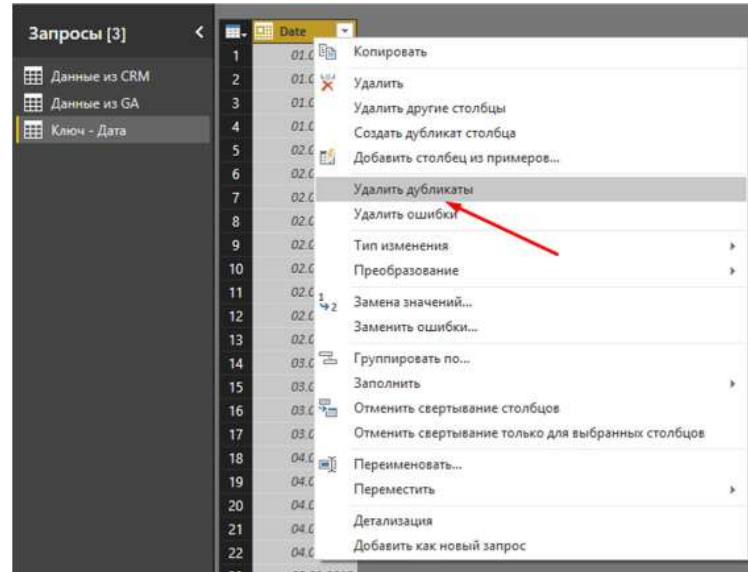 Запросы [3]
Данные из CRM
Данные из GA
Ключ - Дата
Date
1
2
3
4
5
6
7
8
9
10
11
12
13
14
15
16
17
18
19
20
21
22
Копировать
Удалить
Удалить другие столбцы
Создать дубликат столбца
Добавить столбец из примеров...
Удалить дубликаты
Удалить ошибки
Тип изменения
Преобразование
Замена значений...
Заменить ошибки...
Группировать по...
Заполнить
Отменить свертывание столбцов
Отменить свертывание только для выбранных столбцов
Переименовать...
Переместить
Детализация
Добавить как новый запрос